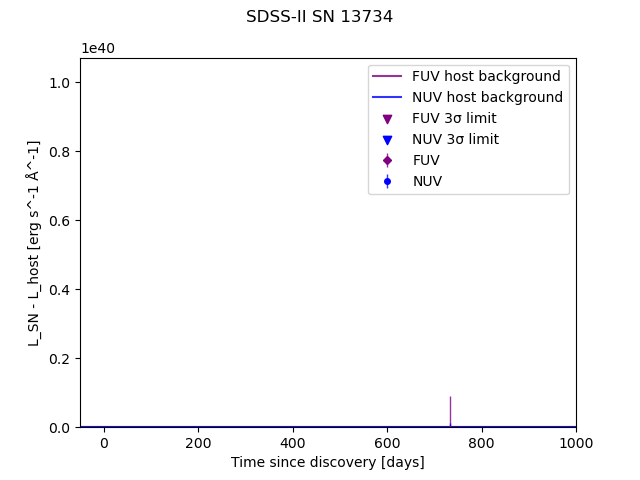 SDSS-II SN 13734
1e40
1.0
0.8
0.6
0.4
0.2
0.0
L_SN - L_host [erg s^-1 Å^-1]
FUV host background
NUV host background
FUV 3σ limit
NUV 3σ limit
FUV
NUV
0 200 400 600 800 1000
Time since discovery [days]